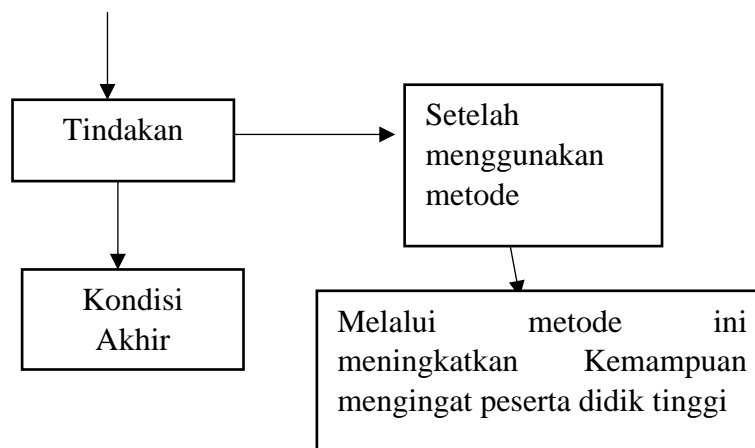 Tindakan
Setelah
menggunakan
metode
Kondisi
Akhir
Melalui metode ini
meningkatkan Kemampuan
mengingat peserta didik tinggi